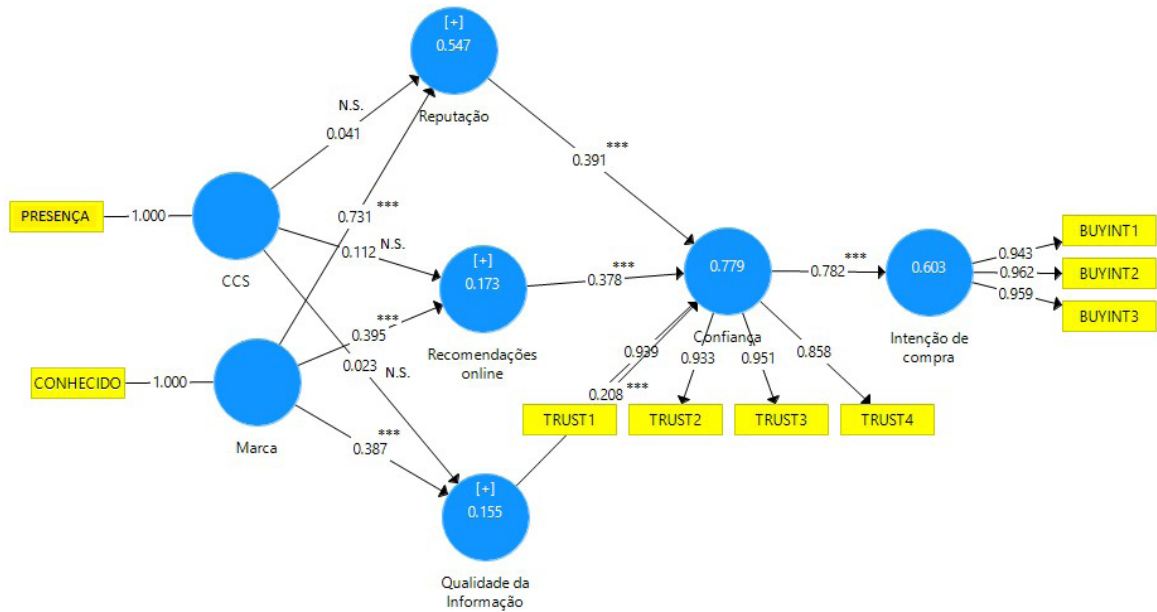 [+]
0.547
Reputação
N.S.
0.041
***
0.391
PRESENÇA
1.000
CCS
0.731
***
0.112
N.S.
[+]
0.173
Recomendações
online
0.378
***
0.779
Confiança
0.782
***
0.603
Intenção de
compra
0.943
0.962
0.959
BUYINT1
BUYINT2
BUYINT3
***
0.395
0.023
N.S.
CONHECIDO
1.000
Marca
***
0.387
0.939
0.208
***
0.933
0.951
0.858
TRUST1
TRUST2
TRUST3
TRUST4
[+]
0.155
Qualidade da
Informação